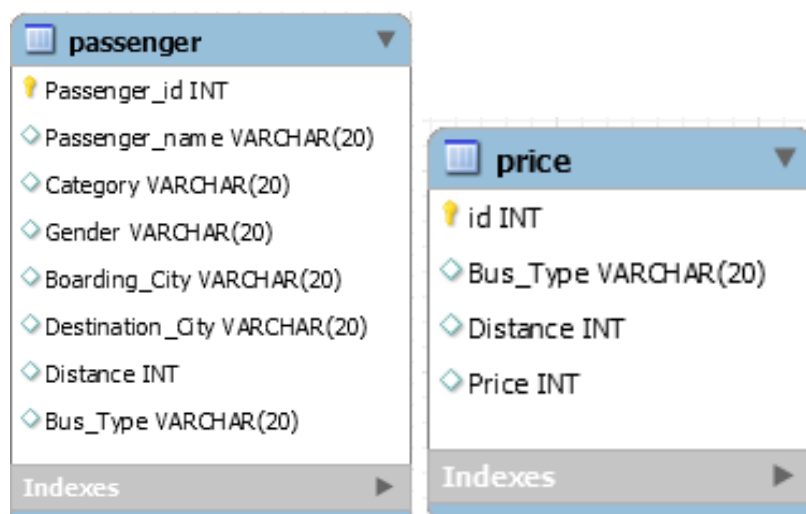 passenger
Passenger_id INT
Passenger_name VARCHAR(20)
Category VARCHAR(20)
Gender VARCHAR(20)
Boarding_City VARCHAR(20)
Destination_City VARCHAR(20)
Distance INT
Bus_Type VARCHAR(20)
Indexes
price
id INT
Bus_Type VARCHAR(20)
Distance INT
Price INT
Indexes